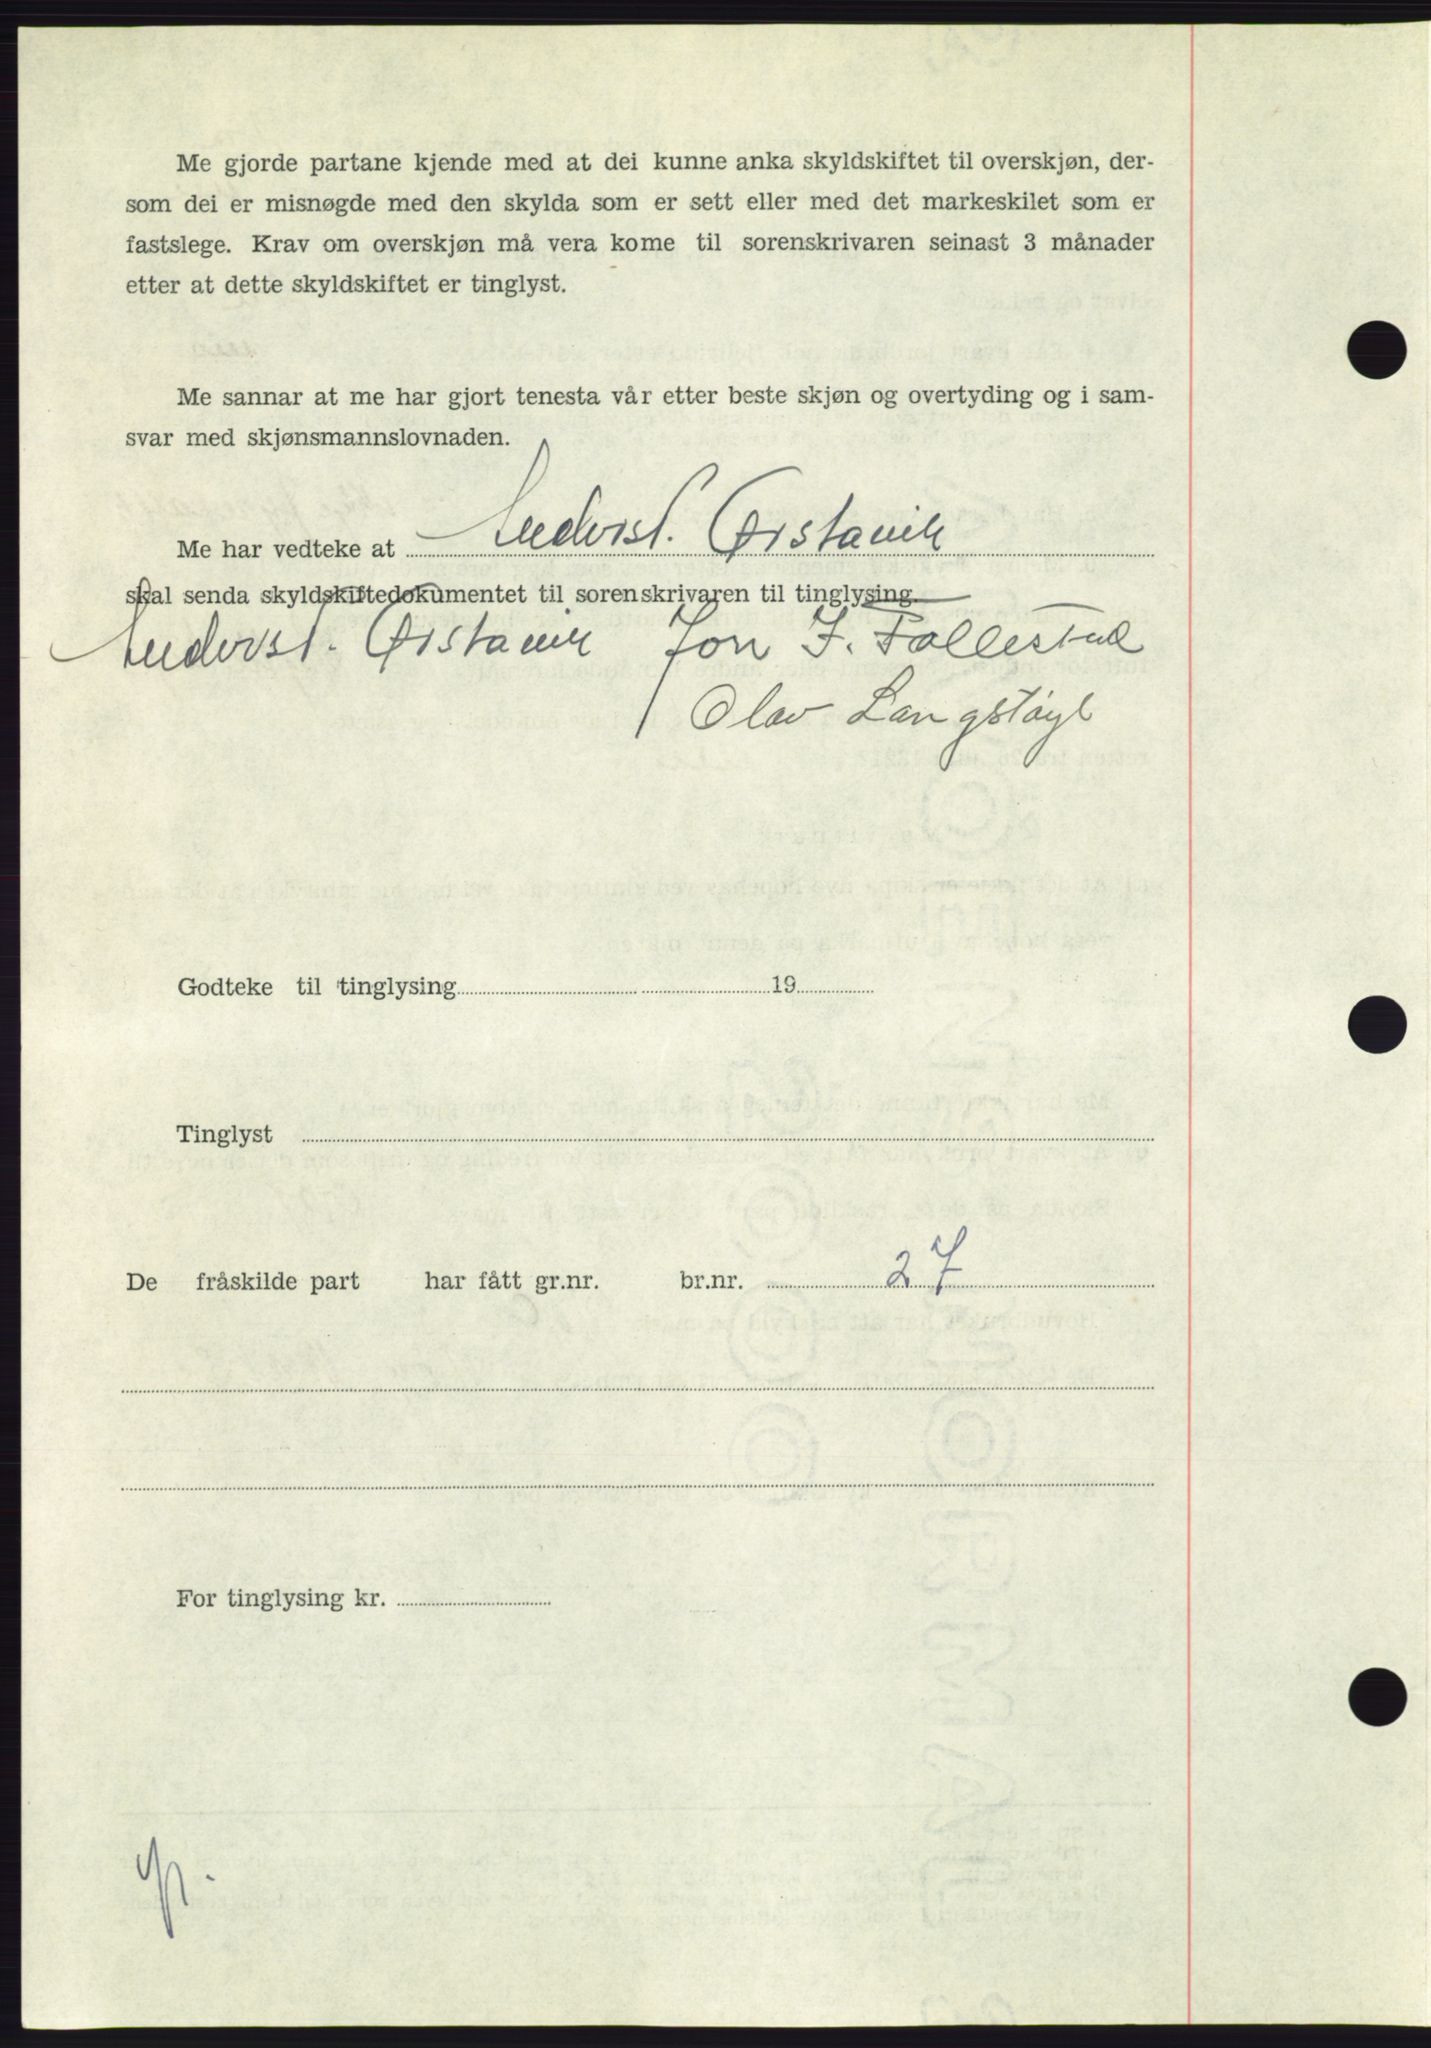 Me gjorde partane kjende med at dei kunne anka skyldskiftet til overskjøn, der-
som dei er misnøgde med den skylda som er sett eller med det markeskilet som er
fastslege. Krav om overskjøn må vera kome til sorenskrivaren seinast 3 månader
etter at dette skyldskiftet er tinglyst.
Me sannar at me har gjort tenesta vår etter beste skjøn og overtyding og i sam-
svar med skjønsmannslovnaden.
Me har vedteke at Anders L. Ørstavik
skal senda skyldskiftedokumentet til sorenskrivaren til tinglysing.
Anders L. Ørstavik Jon J. Follestad
Olav Langstøyl
Godteke til tinglysing 19
Tinglyst
De fråskilde part har fått gr.nr. br.nr. 27
For tinglysing kr.